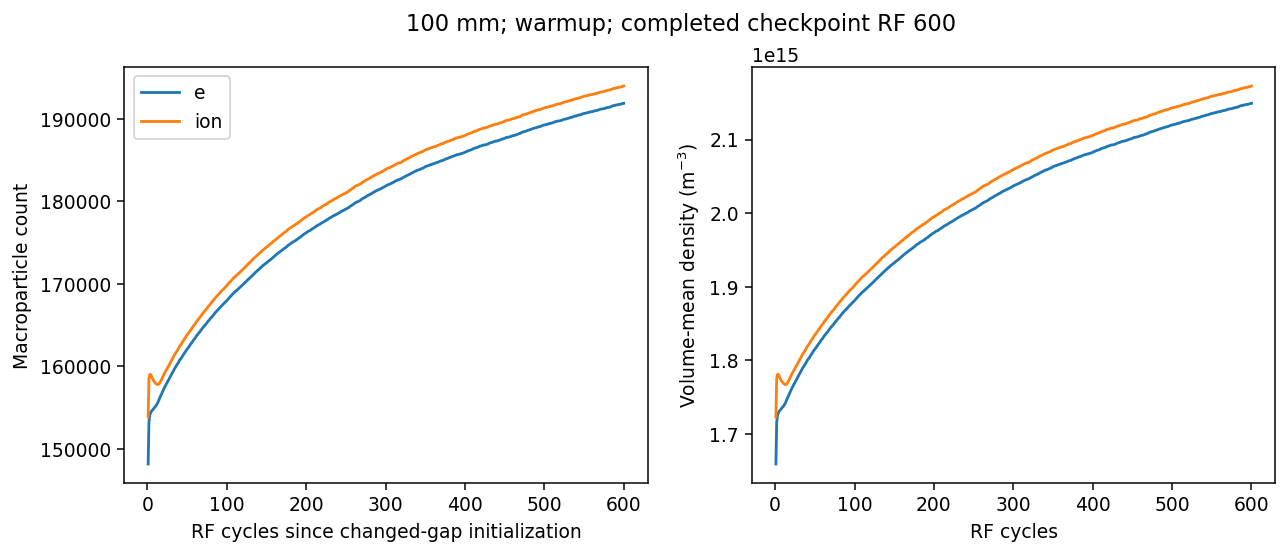 100 mm; warmup; completed checkpoint RF 600
e
ion
Macroparticle count
190000
180000
170000
160000
150000
0 100 200 300 400 500 600
RF cycles since changed-gap initialization
1e15
Volume-mean density (m⁻³)
2.1
2.0
1.9
1.8
1.7
0 100 200 300 400 500 600
RF cycles